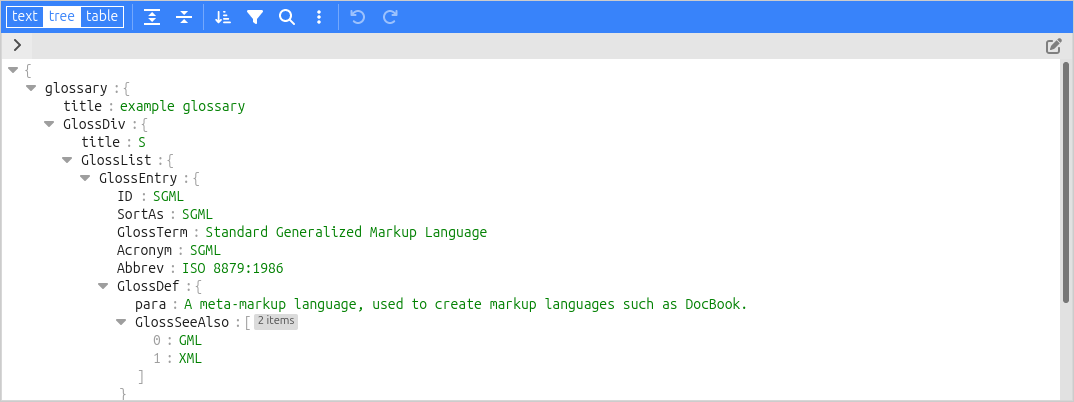 text tree table
{
glossary : {
title : example glossary
GlossDiv : {
title : S
GlossList : {
GlossEntry : {
ID : SGML
SortAs : SGML
GlossTerm : Standard Generalized Markup Language
Acronym : SGML
Abbrev : ISO 8879:1986
GlossDef : {
para : A meta-markup language, used to create markup languages such as DocBook.
GlossSeeAlso : [ 2 items
0 : GML
1 : XML
]
}